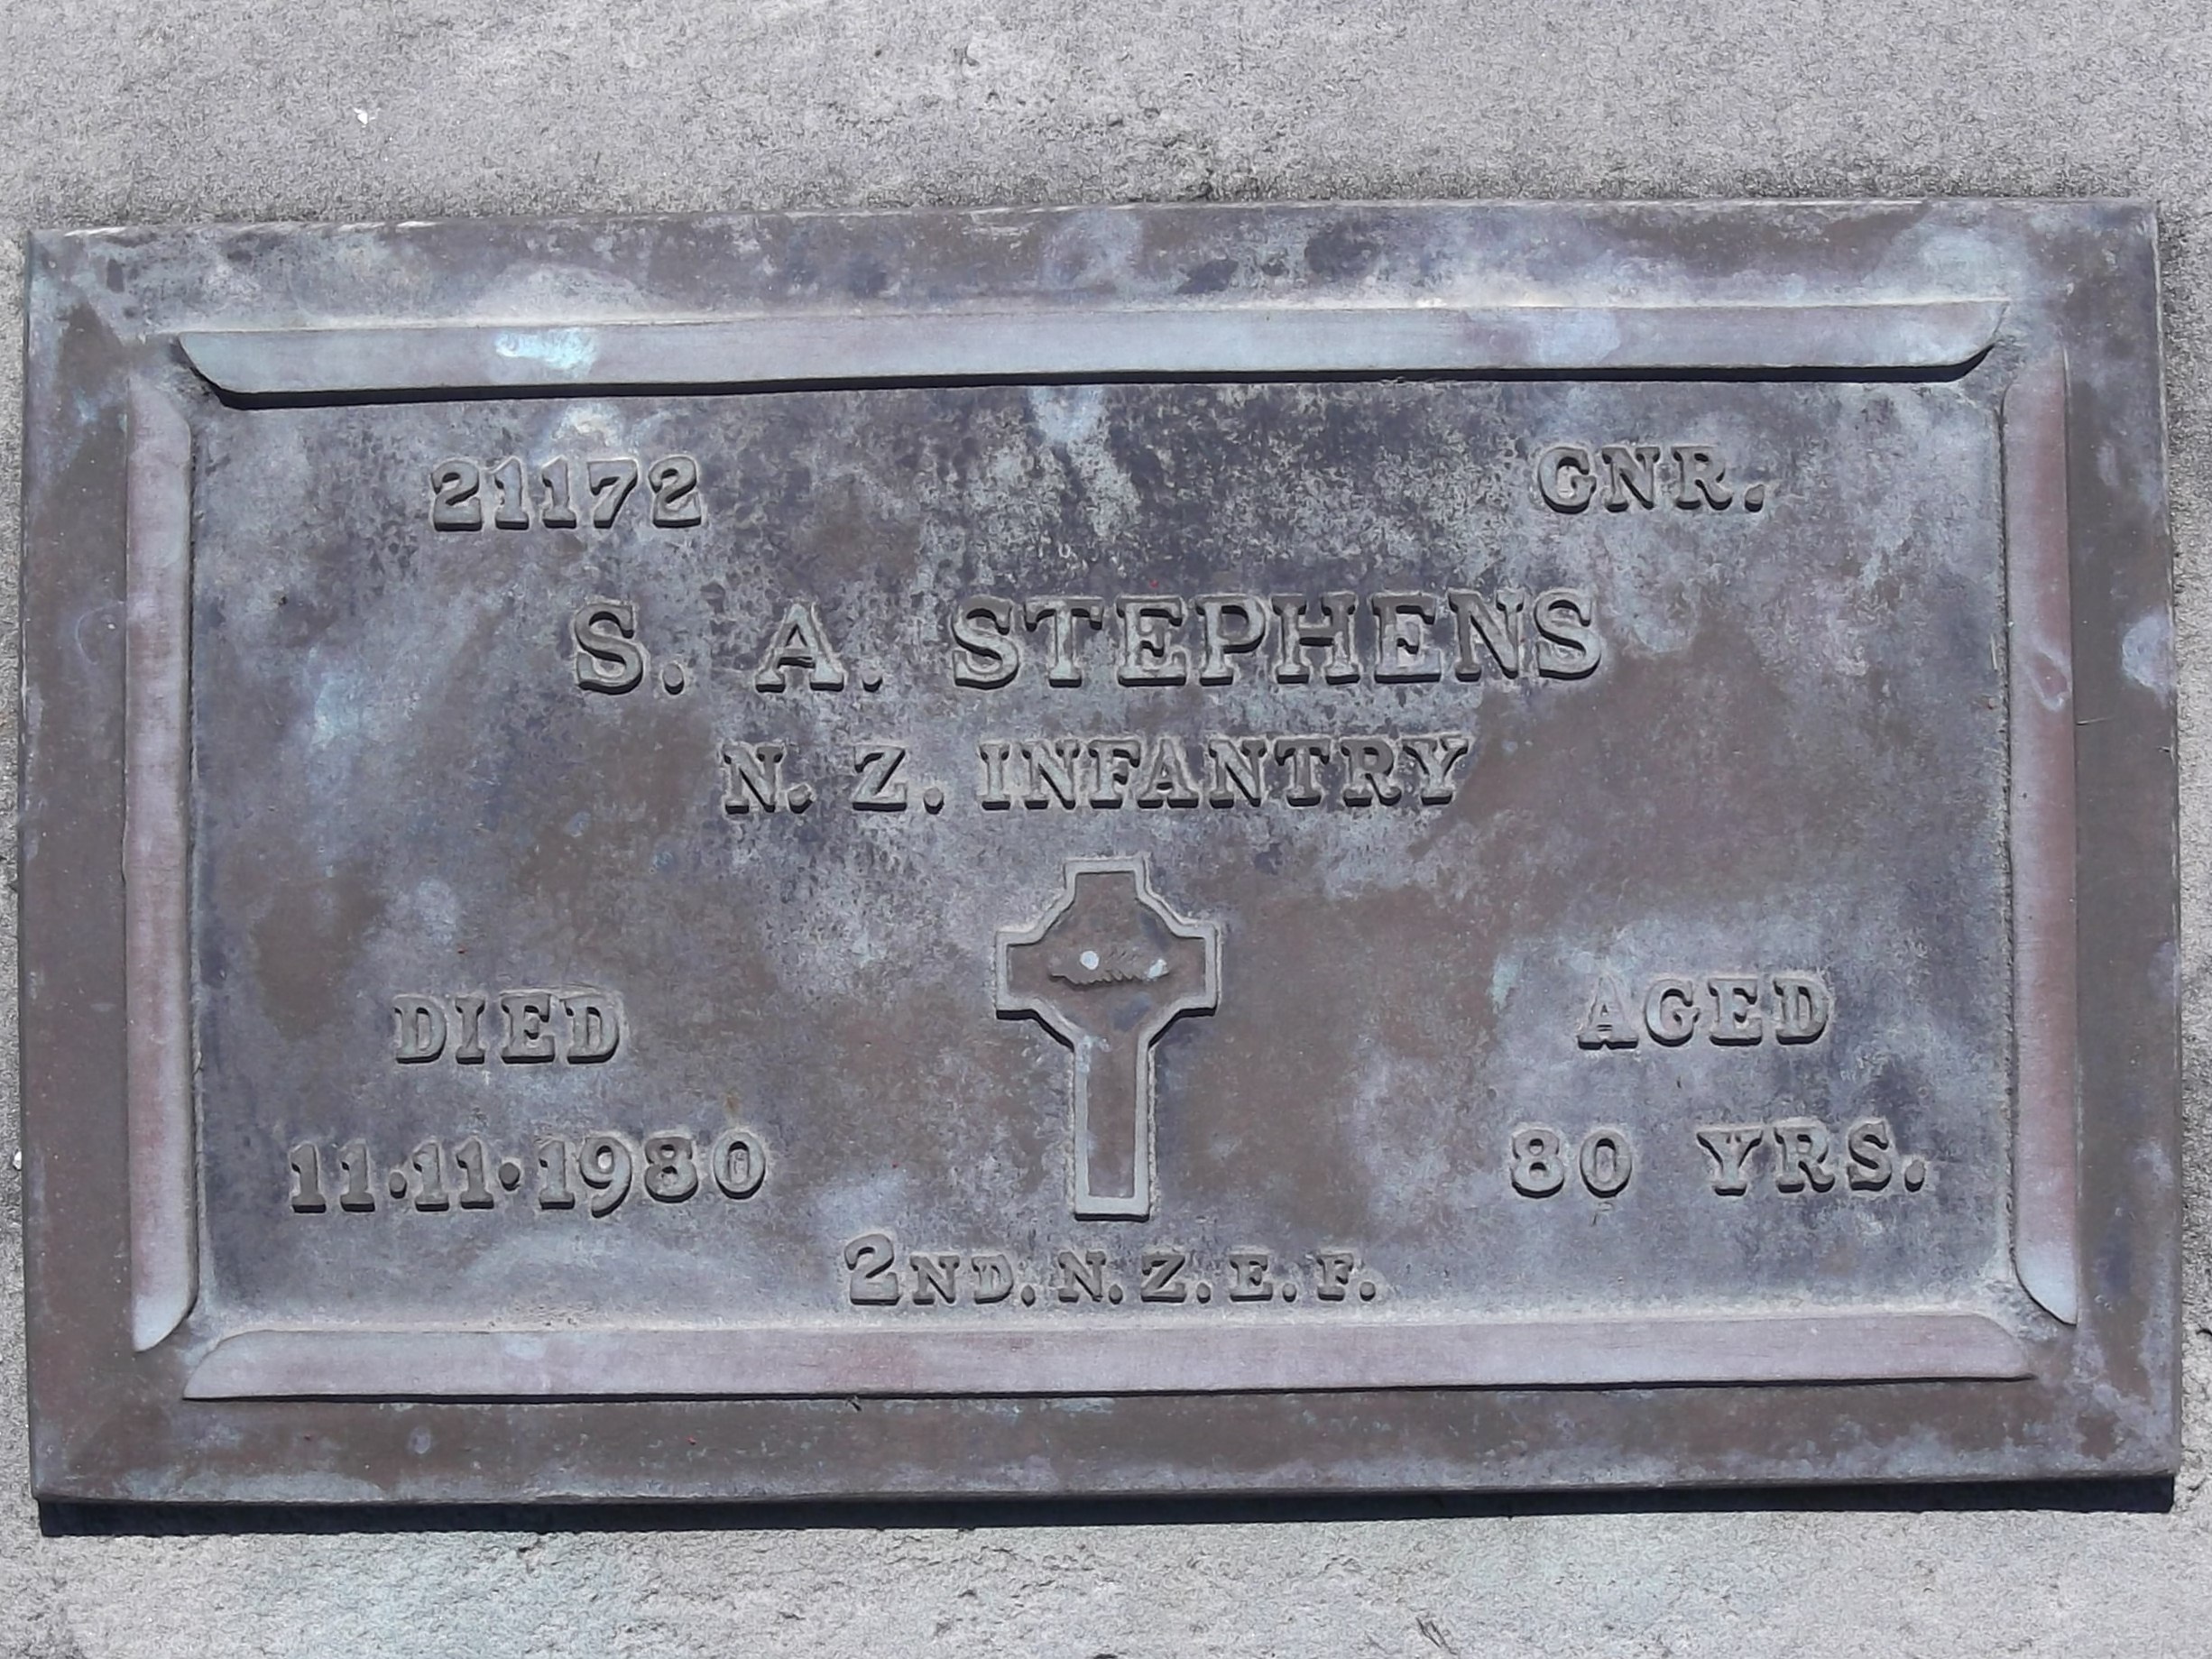 21172 GNR.
S. A. STEPHENS
N. Z. INFANTRY
DIED AGED
11·11·1980 80 YRS.
2ND. N. Z. E. F.